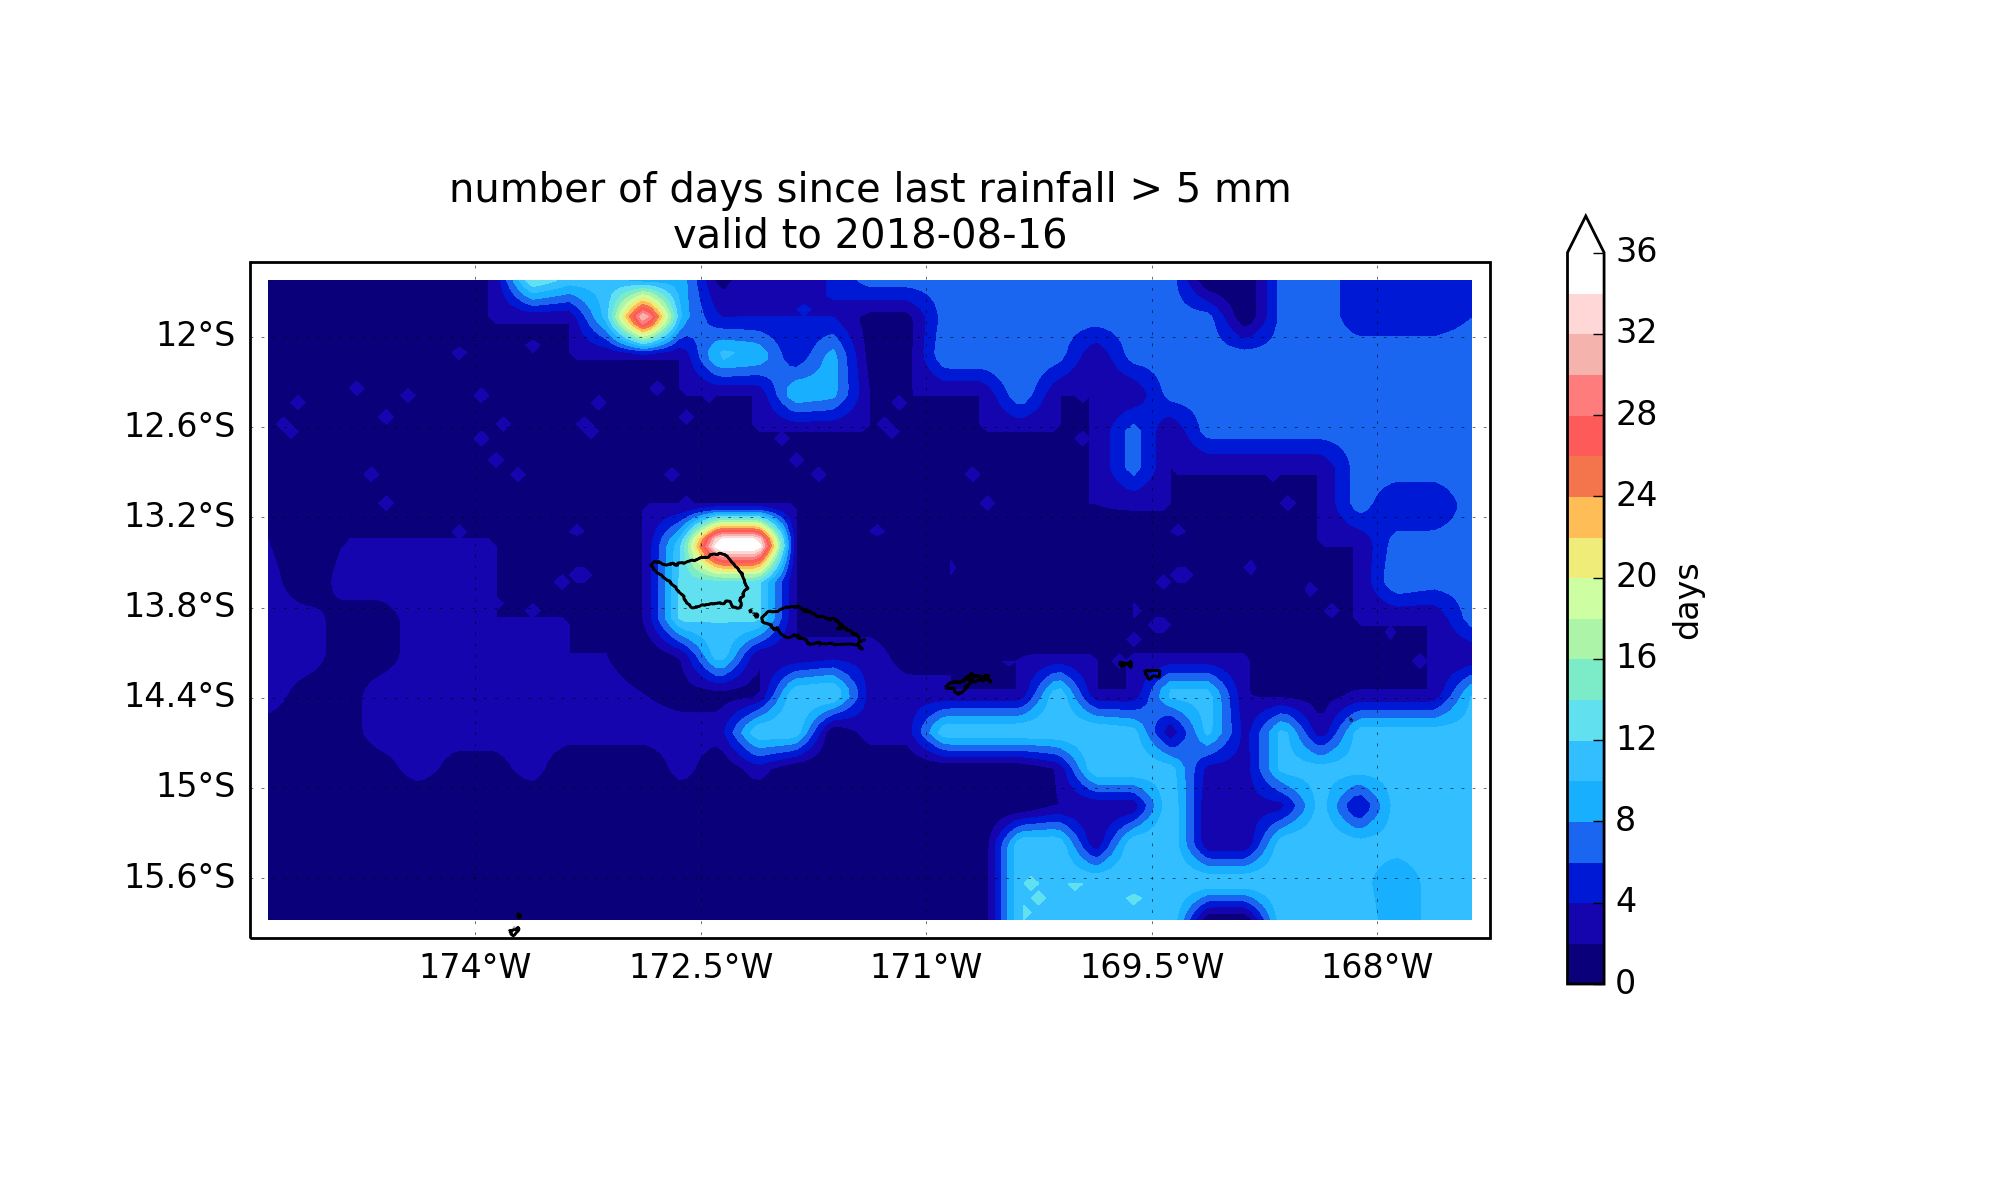 number of days since last rainfall > 5 mm
valid to 2018-08-16
12°S
12.6°S
13.2°S
13.8°S
14.4°S
15°S
15.6°S
174°W
172.5°W
171°W
169.5°W
168°W
36
32
28
24
20
16
12
8
4
0
days